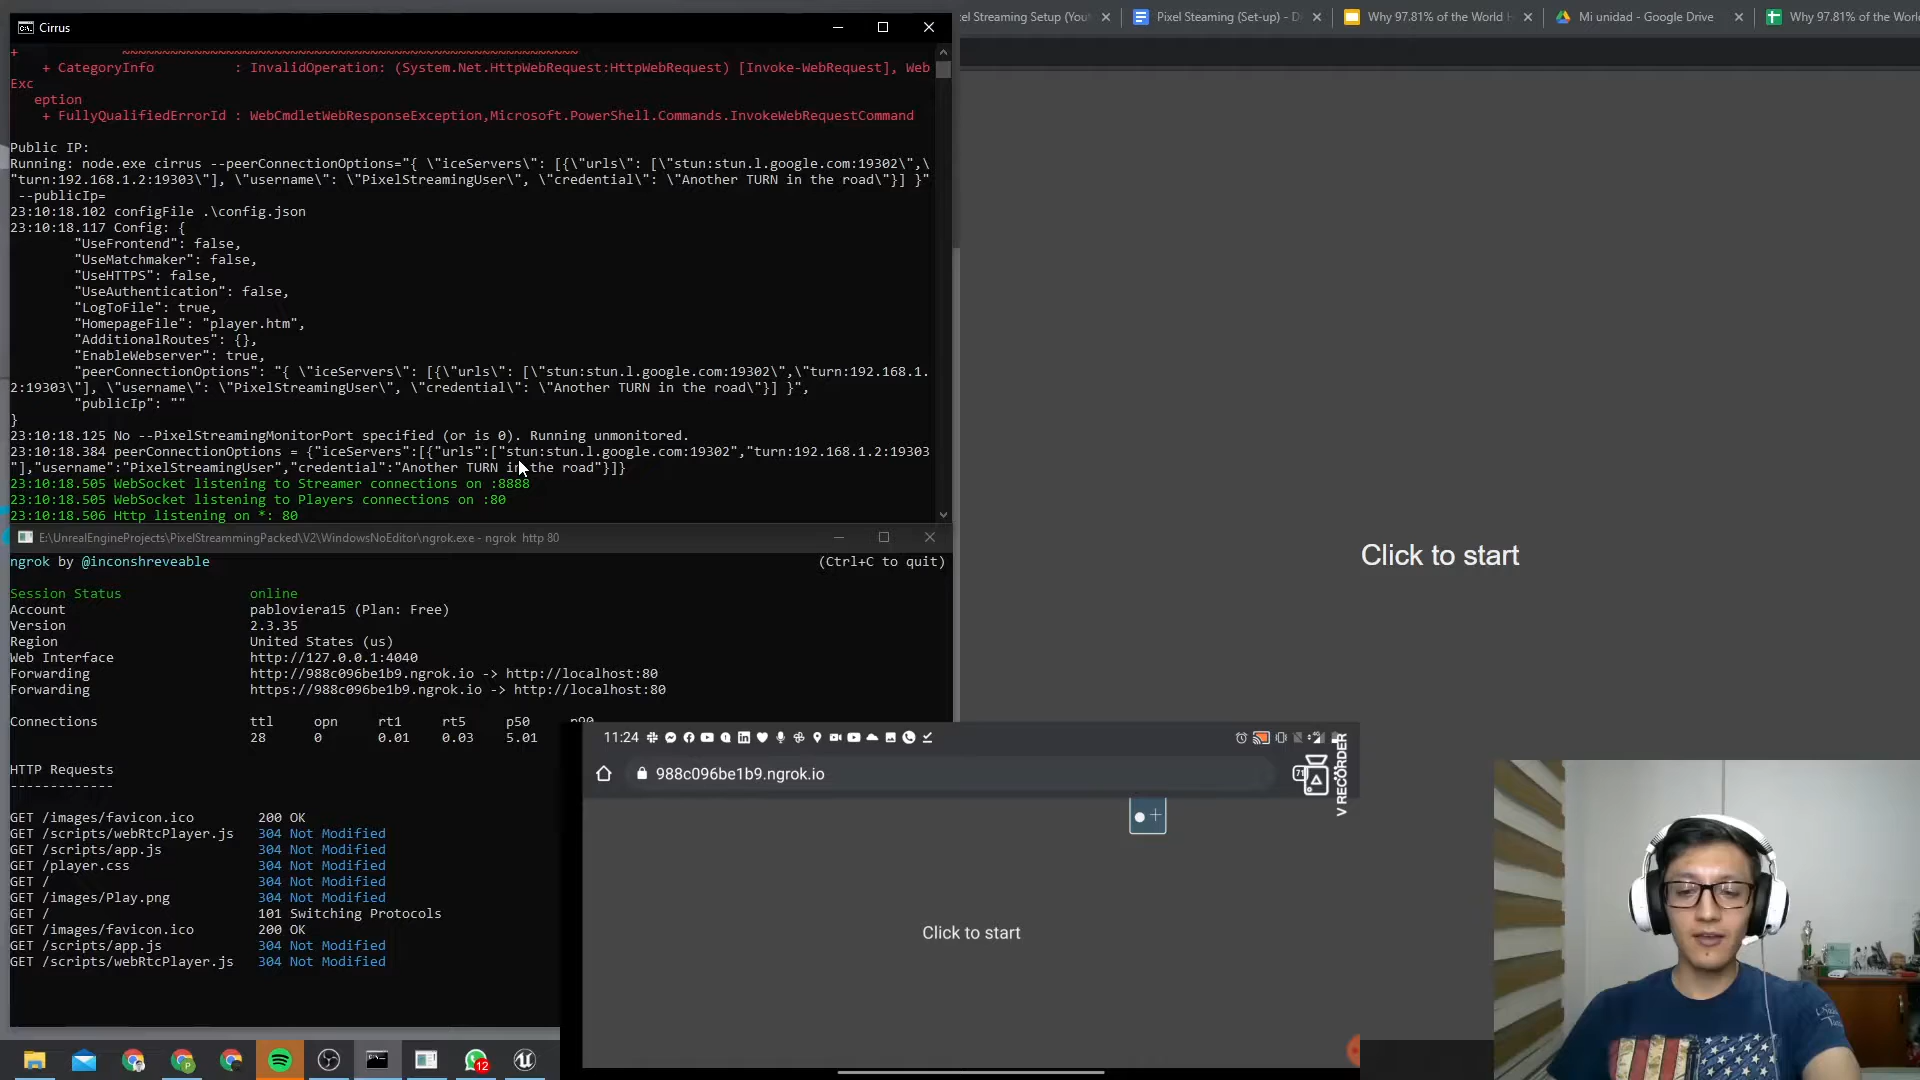 Cirrus
+ ~~~~~~~~~~~~~~~~~~~~~~~~~~~~~~~~~~~~~~~~~~~~~~~~~~~~~~~~~
+ CategoryInfo : InvalidOperation: (System.Net.HttpWebRequest:HttpWebRequest) [Invoke-WebRequest], Web
Exc
eption
+ FullyQualifiedErrorId : WebCmdletWebResponseException,Microsoft.PowerShell.Commands.InvokeWebRequestCommand
Public IP:
Running: node.exe cirrus --peerConnectionOptions="{ \"iceServers\": [{\"urls\": [\"stun:stun.l.google.com:19302\",\
"turn:192.168.1.2:19303\"], \"username\": \"PixelStreamingUser\", \"credential\": \"Another TURN in the road\"}] }"
--publicIp=
23:10:18.102 configFile .\config.json
23:10:18.117 Config: {
"UseFrontend": false,
"UseMatchmaker": false,
"UseHTTPS": false,
"UseAuthentication": false,
"LogToFile": true,
"HomepageFile": "player.htm",
"AdditionalRoutes": {},
"EnableWebserver": true,
"peerConnectionOptions": "{ \"iceServers\": [{\"urls\": [\"stun:stun.l.google.com:19302\",\"turn:192.168.1.
2:19303\"], \"username\": \"PixelStreamingUser\", \"credential\": \"Another TURN in the road\"}] }",
"publicIp": ""
}
23:10:18.125 No --PixelStreamingMonitorPort specified (or is 0). Running unmonitored.
23:10:18.384 peerConnectionOptions = {"iceServers":[{"urls":["stun:stun.l.google.com:19302","turn:192.168.1.2:19303
"],"username":"PixelStreamingUser","credential":"Another TURN in the road"}]}
23:10:18.505 WebSocket listening to Streamer connections on :8888
23:10:18.505 WebSocket listening to Players connections on :80
23:10:18.506 Http listening on *: 80
E:\UnrealEngineProjects\PixelStreammingPacked\V2\WindowsNoEditor\ngrok.exe - ngrok http 80
ngrok by @inconshreveable (Ctrl+C to quit)
Session Status online
Account pabloviera15 (Plan: Free)
Version 2.3.35
Region United States (us)
Web Interface http://127.0.0.1:4040
Forwarding http://988c096be1b9.ngrok.io -> http://localhost:80
Forwarding https://988c096be1b9.ngrok.io -> http://localhost:80
Connections ttl opn rt1 rt5 p50 p90
28 0 0.01 0.03 5.01
HTTP Requests
-------------
GET /images/favicon.ico 200 OK
GET /scripts/webRtcPlayer.js 304 Not Modified
GET /scripts/app.js 304 Not Modified
GET /player.css 304 Not Modified
GET / 304 Not Modified
GET /images/Play.png 304 Not Modified
GET / 101 Switching Protocols
GET /images/favicon.ico 200 OK
GET /scripts/app.js 304 Not Modified
GET /scripts/webRtcPlayer.js 304 Not Modified
12
el Streaming Setup (You
Pixel Steaming (Set-up) - D
Why 97.81% of the World H
Mi unidad - Google Drive
Why 97.81% of the World
Click to start
11:24
988c096be1b9.ngrok.io
V RECORDER
Click to start